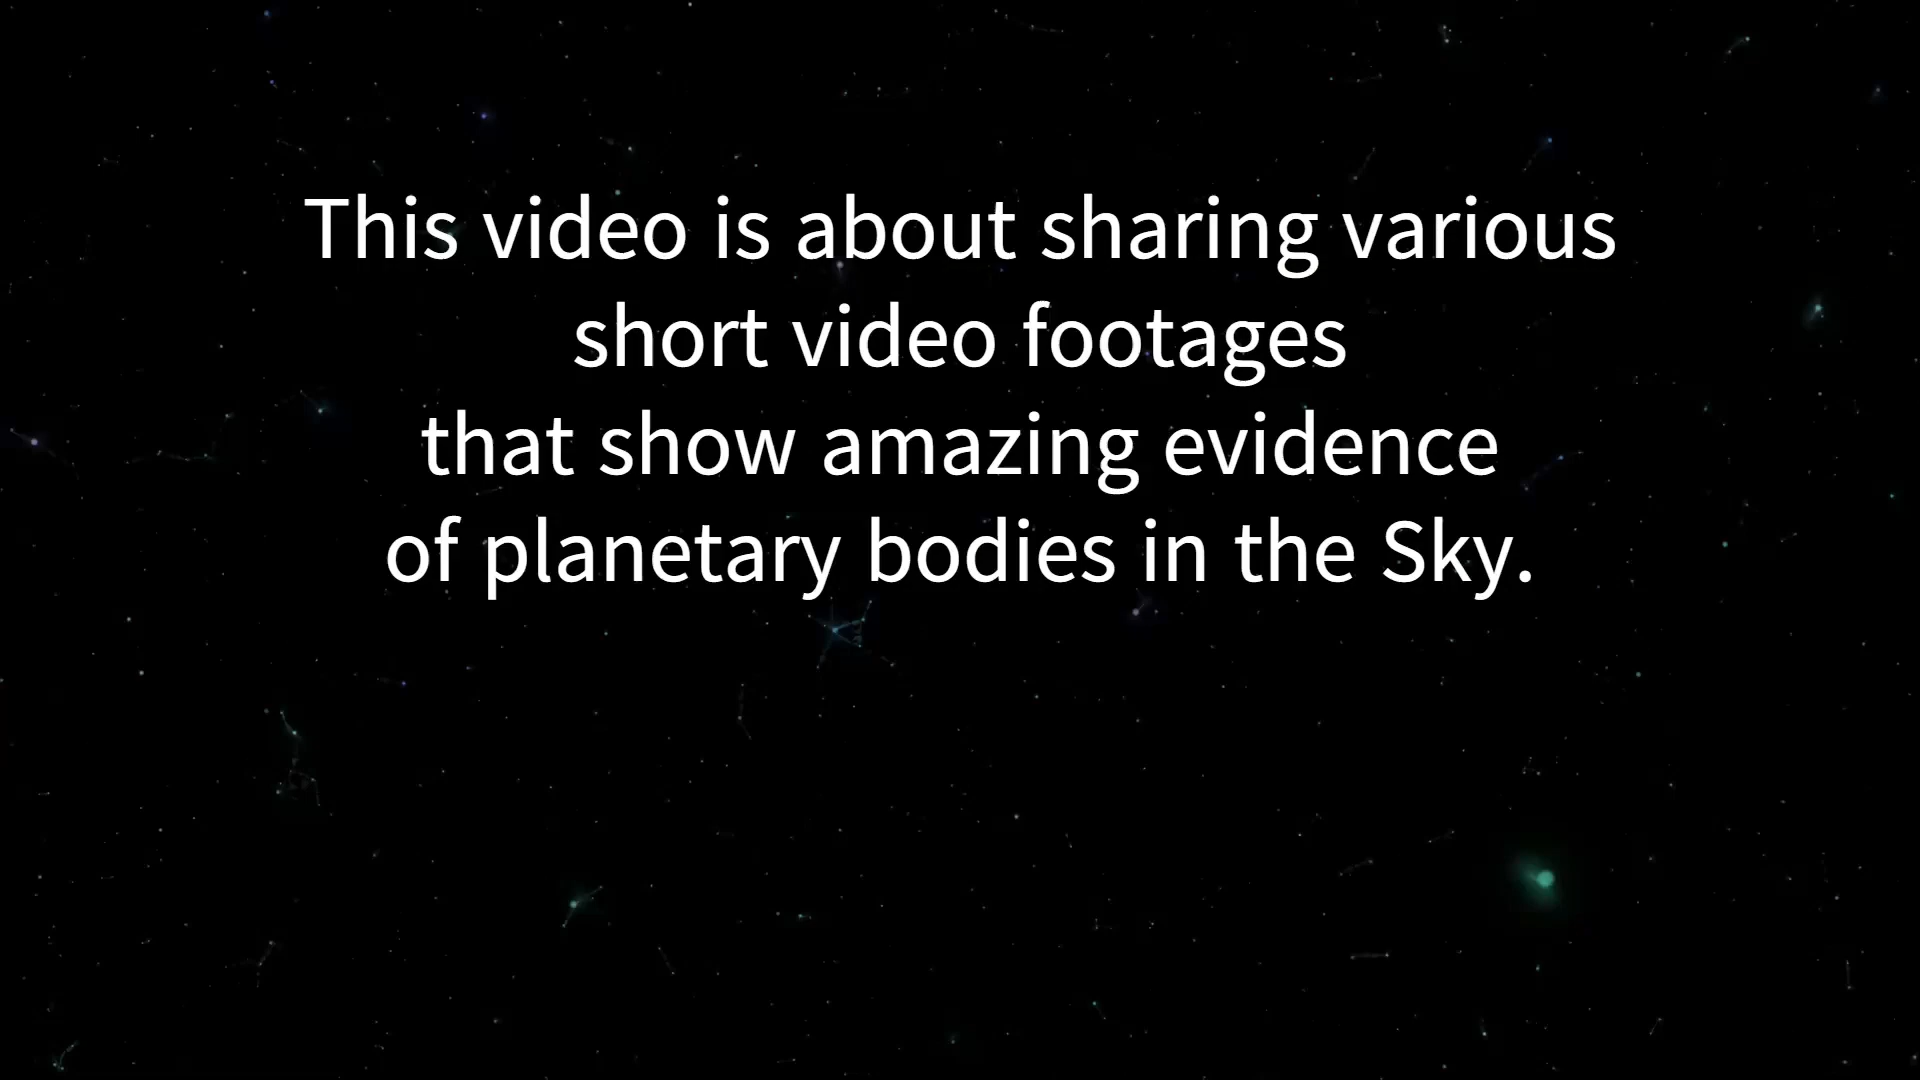 This video is about sharing various
short video footages
that show amazing evidence
of planetary bodies in the Sky.